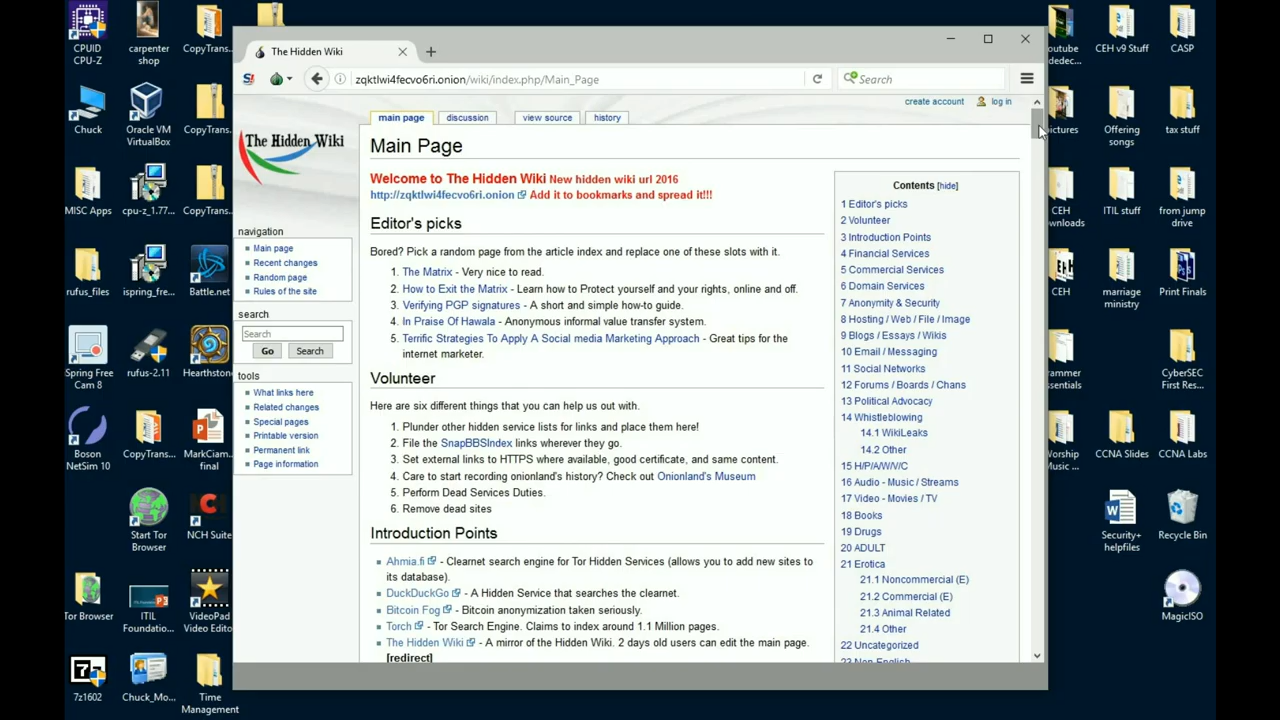 CPUID
CPU-Z
carpenter
shop
CopyTrans...
Chuck
Oracle VM
VirtualBox
CopyTrans...
MISC Apps
cpu-z_1.77...
CopyTrans...
rufus_files
ispring_fre...
Battle.net
Spring Free
Cam 8
rufus-2.11
Hearthstone
Boson
NetSim 10
CopyTrans...
MarkCiam...
final
Start Tor
Browser
NCH Suite
Tor Browser
ITIL
Foundatio...
VideoPad
Video Editor
7z1602
Chuck_Mo...
Time
Management
The Hidden Wiki
zqktlwi4fecvo6ri.onion/wiki/index.php/Main_Page
Search
create account
log in
main page
discussion
view source
history
The Hidden Wiki
navigation
Main page
Recent changes
Random page
Rules of the site
search
Search
Go
Search
tools
What links here
Related changes
Special pages
Printable version
Permanent link
Page information
Main Page
Welcome to The Hidden Wiki New hidden wiki url 2016
http://zqktlwi4fecvo6ri.onion Add it to bookmarks and spread it!!!
Editor's picks
Bored? Pick a random page from the article index and replace one of these slots with it.
1. The Matrix - Very nice to read.
2. How to Exit the Matrix - Learn how to Protect yourself and your rights, online and off.
3. Verifying PGP signatures - A short and simple how-to guide.
4. In Praise Of Hawala - Anonymous informal value transfer system.
5. Terrific Strategies To Apply A Social media Marketing Approach - Great tips for the
internet marketer.
Volunteer
Here are six different things that you can help us out with.
1. Plunder other hidden service lists for links and place them here!
2. File the SnapBBSIndex links wherever they go.
3. Set external links to HTTPS where available, good certificate, and same content.
4. Care to start recording onionland's history? Check out Onionland's Museum
5. Perform Dead Services Duties.
6. Remove dead sites
Introduction Points
Ahmia.fi - Clearnet search engine for Tor Hidden Services (allows you to add new sites to
its database).
DuckDuckGo - A Hidden Service that searches the clearnet.
Bitcoin Fog - Bitcoin anonymization taken seriously.
Torch - Tor Search Engine. Claims to index around 1.1 Million pages.
The Hidden Wiki - A mirror of the Hidden Wiki. 2 days old users can edit the main page.
[redirect]
Contents [hide]
1 Editor's picks
2 Volunteer
3 Introduction Points
4 Financial Services
5 Commercial Services
6 Domain Services
7 Anonymity & Security
8 Hosting / Web / File / Image
9 Blogs / Essays / Wikis
10 Email / Messaging
11 Social Networks
12 Forums / Boards / Chans
13 Political Advocacy
14 Whistleblowing
14.1 WikiLeaks
14.2 Other
15 H/P/A/W/V/C
16 Audio - Music / Streams
17 Video - Movies / TV
18 Books
19 Drugs
20 ADULT
21 Erotica
21.1 Noncommercial (E)
21.2 Commercial (E)
21.3 Animal Related
21.4 Other
22 Uncategorized
23 Non-English
CEH v9 Stuff
CASP
Offering
songs
tax stuff
ITIL stuff
from jump
drive
CEH
marriage
ministry
Print Finals
CyberSEC
First Res...
Music ...
CCNA Slides
CCNA Labs
Security+
helpfiles
Recycle Bin
MagicISO